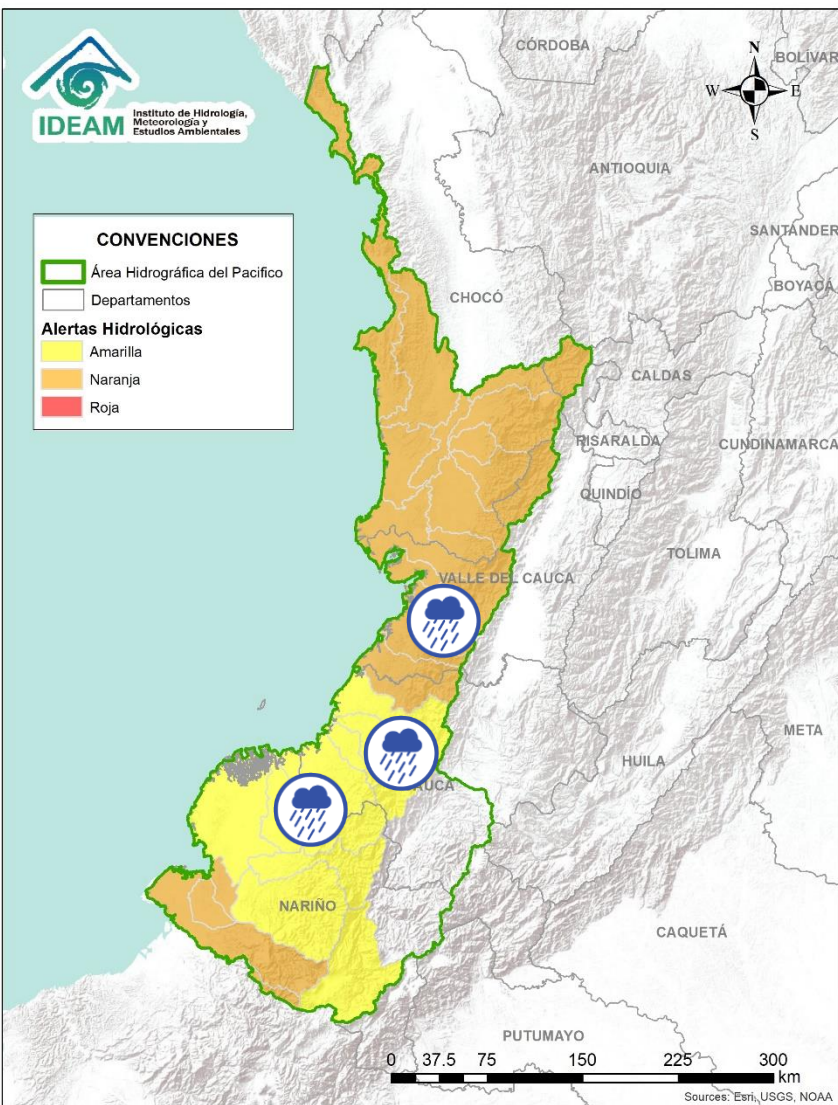 IDEAM
Instituto de Hidrología,
Meteorología y
Estudios Ambientales
CONVENCIONES
Área Hidrográfica del Pacifico
Departamentos
Alertas Hidrológicas
Amarilla
Naranja
Roja
N
W
E
S
CÓRDOBA
BOLÍVAR
ANTIOQUIA
SANTANDER
BOYACÁ
CHOCÓ
CALDAS
RISARALDA
CUNDINAMARCA
QUINDÍO
TOLIMA
VALLE DEL CAUCA
META
HUILA
CAUCA
NARIÑO
CAQUETÁ
PUTUMAYO
0 37.5 75 150 225 300
km
Sources: Esri, USGS, NOAA